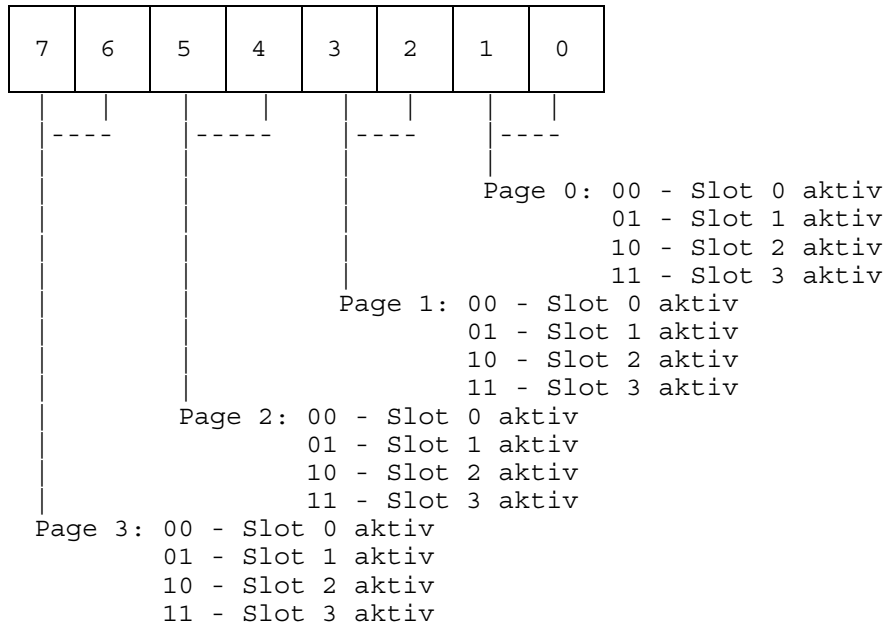 7 6 5 4 3 2 1 0
Page 0: 00 - Slot 0 aktiv
01 - Slot 1 aktiv
10 - Slot 2 aktiv
11 - Slot 3 aktiv
Page 1: 00 - Slot 0 aktiv
01 - Slot 1 aktiv
10 - Slot 2 aktiv
11 - Slot 3 aktiv
Page 2: 00 - Slot 0 aktiv
01 - Slot 1 aktiv
10 - Slot 2 aktiv
11 - Slot 3 aktiv
Page 3: 00 - Slot 0 aktiv
01 - Slot 1 aktiv
10 - Slot 2 aktiv
11 - Slot 3 aktiv